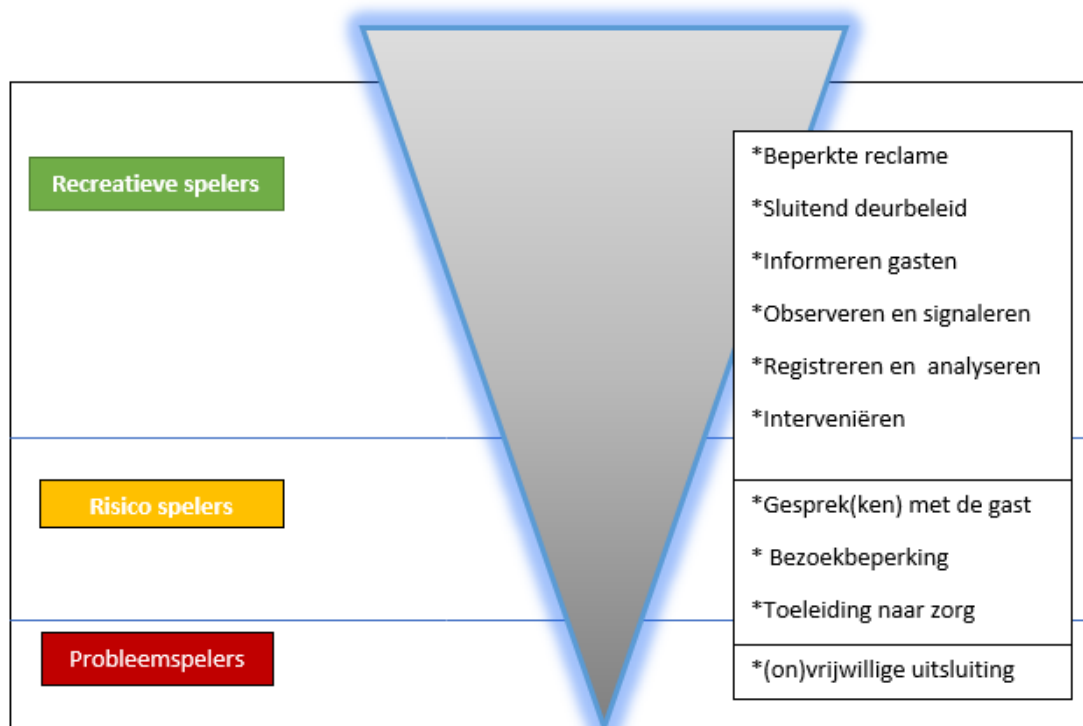 Recreatieve spelers
*Beperkte reclame
*Sluitend deurbeleid
*Informeren gasten
*Observeren en signaleren
*Registreren en  analyseren
*Interveniëren
Risico spelers
*Gesprek(ken) met de gast
* Bezoekbeperking
*Toeleiding naar zorg
Probleemspelers
*(on)vrijwillige uitsluiting